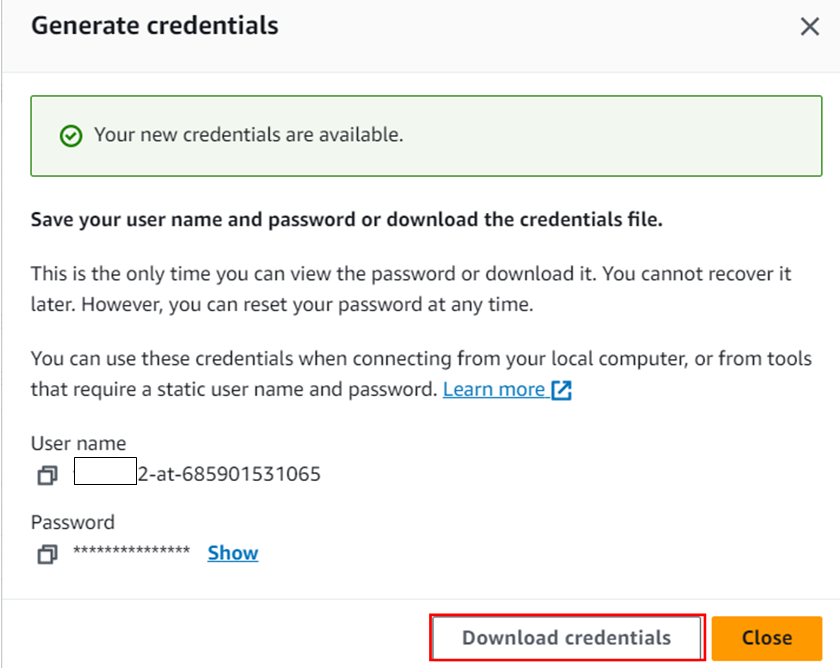 Generate credentials
Your new credentials are available.
Save your user name and password or download the credentials file.
This is the only time you can view the password or download it. You cannot recover it
later. However, you can reset your password at any time.
You can use these credentials when connecting from your local computer, or from tools
that require a static user name and password. Learn more
User name
2-at-685901531065
Password
*************** Show
Download credentials Close